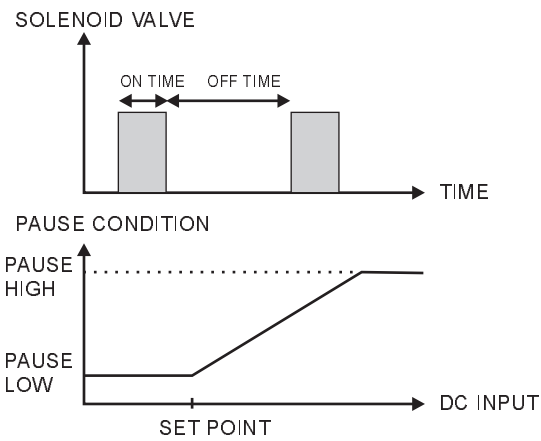 SOLENOID VALVE
ON TIME OFF TIME
TIME
PAUSE CONDITION
PAUSE
HIGH
PAUSE
LOW
DC INPUT
SET POINT